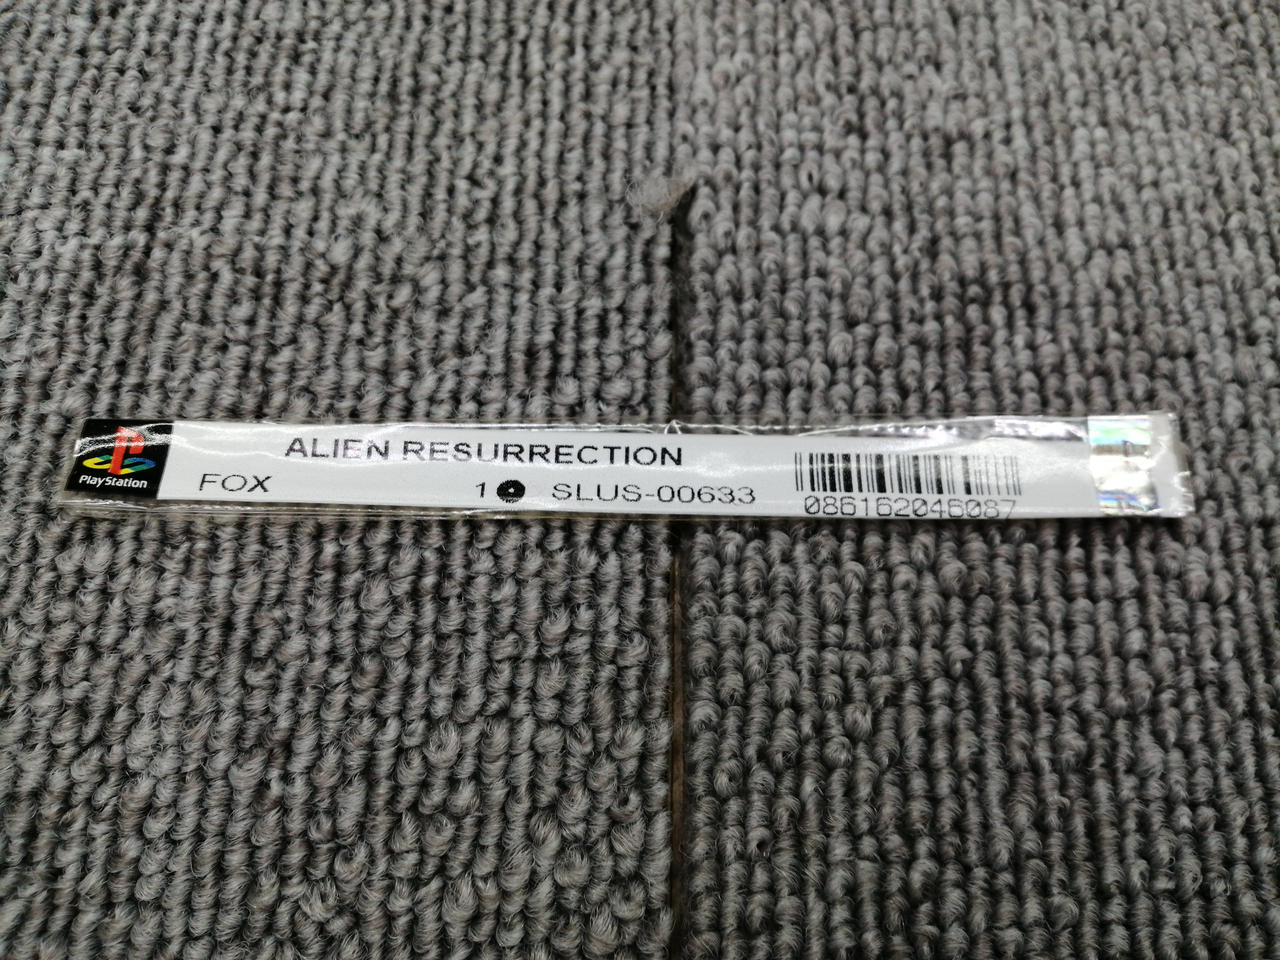 ALIEN RESURRECTION
PlayStation
FOX
1 SLUS-00633
086162046087